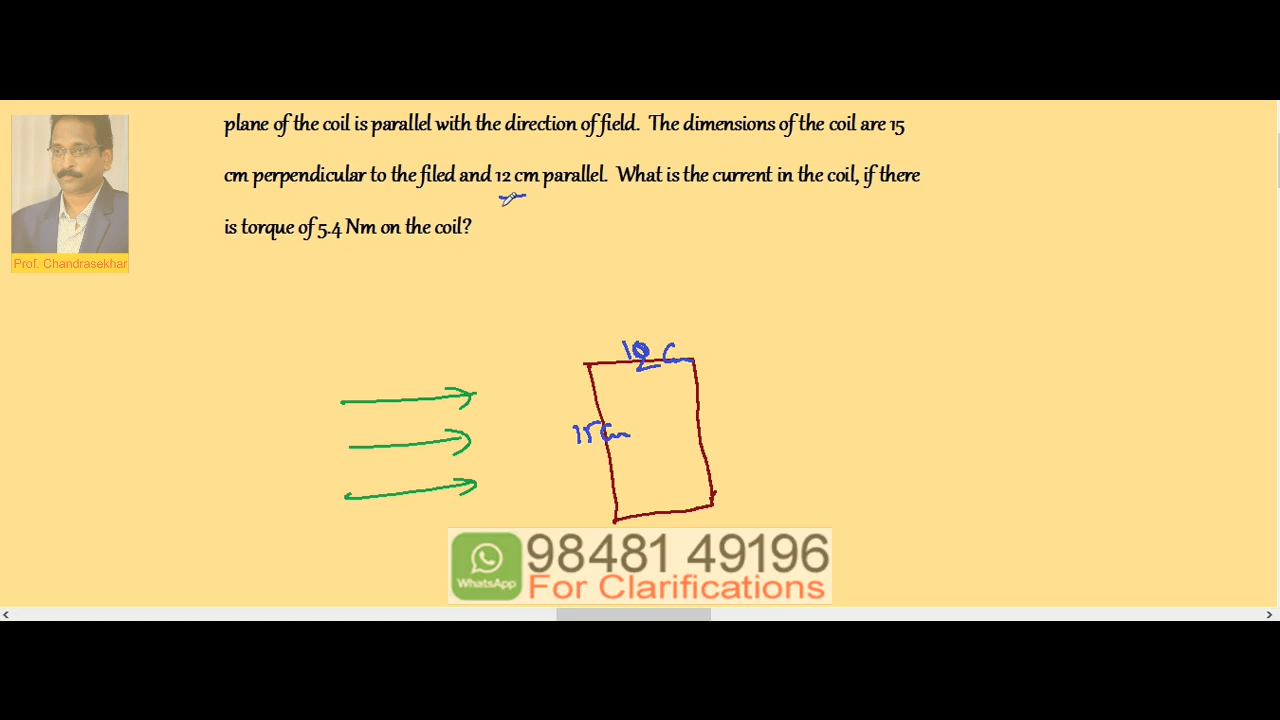 plane of the coil is parallel with the direction of field. The dimensions of the coil are 15
cm perpendicular to the filed and 12 cm parallel. What is the current in the coil, if there
is torque of 5.4 Nm on the coil?
Prof. Chandrasekhar
15 cm
98481 49196
WhatsApp
For Clarifications